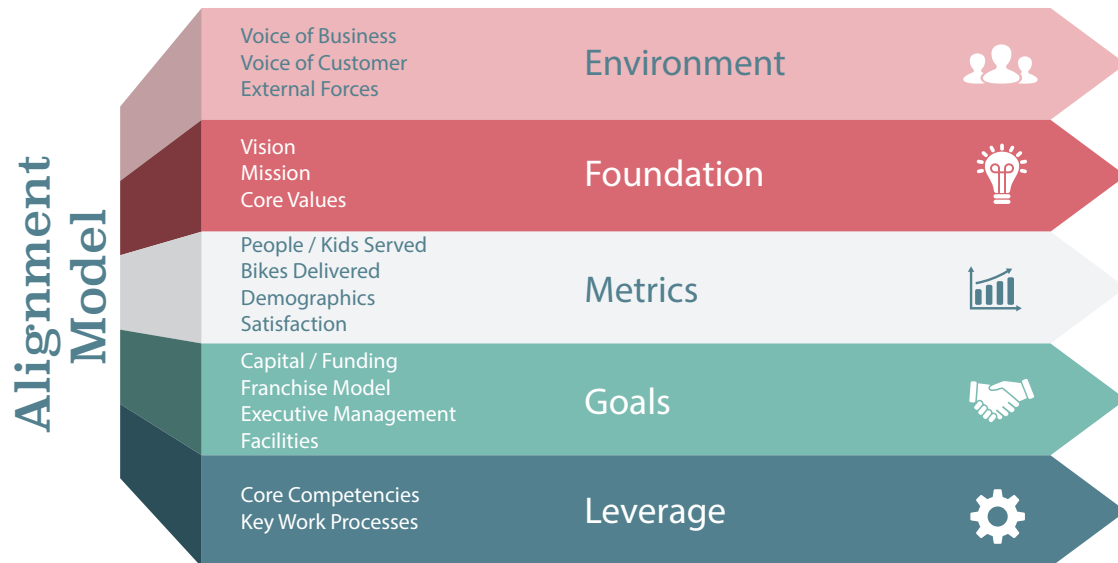 Alignment
Model
Voice of Business
Voice of Customer
External Forces
Environment
Vision
Mission
Core Values
Foundation
People / Kids Served
Bikes Delivered
Demographics
Satisfaction
Metrics
Capital / Funding
Franchise Model
Executive Management
Facilities
Goals
Core Competencies
Key Work Processes
Leverage